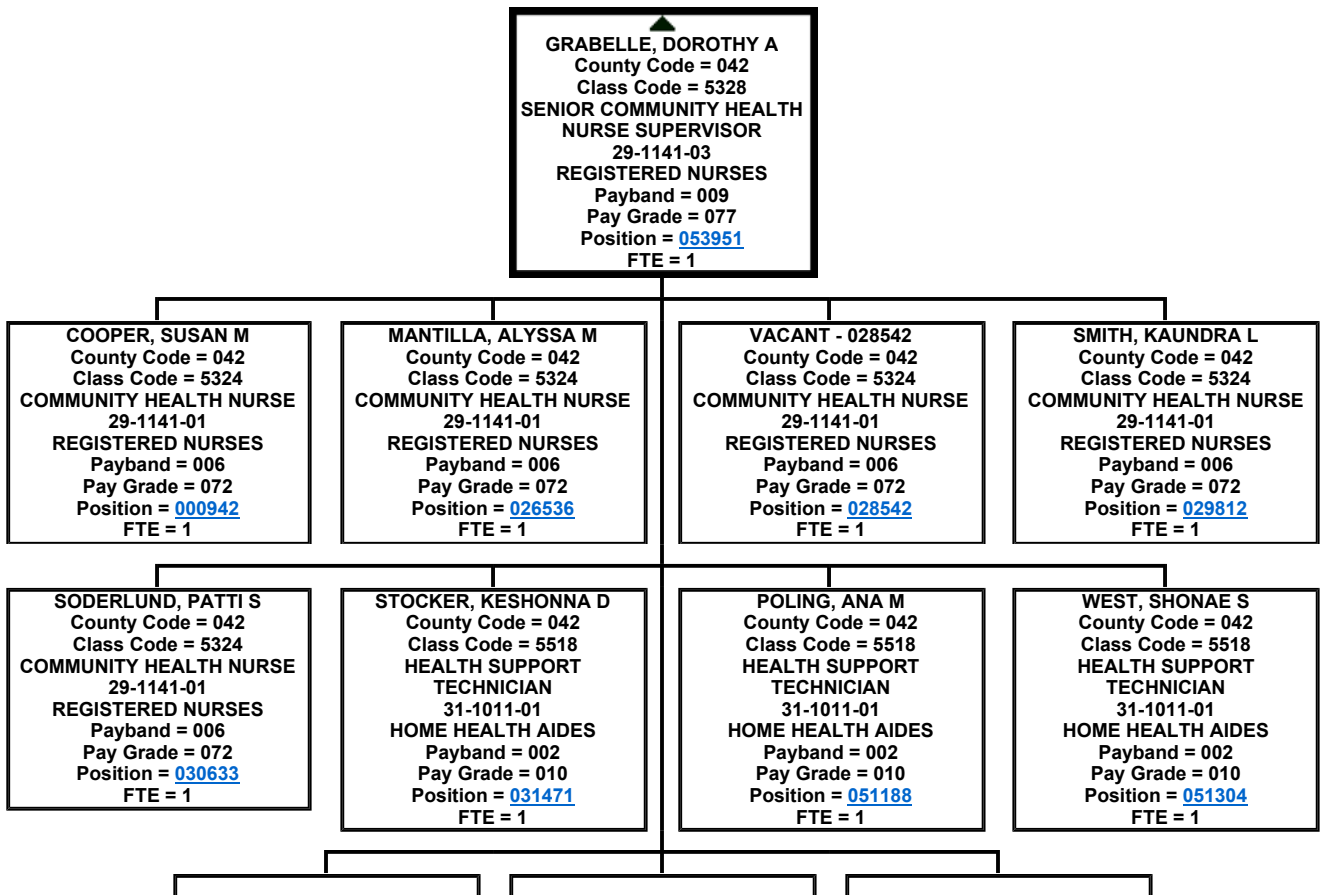 GRABELLE, DOROTHY A
County Code = 042
Class Code = 5328
SENIOR COMMUNITY HEALTH
NURSE SUPERVISOR
29-1141-03
REGISTERED NURSES
Payband = 009
Pay Grade = 077
Position = 053951
FTE = 1
COOPER, SUSAN M
County Code = 042
Class Code = 5324
COMMUNITY HEALTH NURSE
29-1141-01
REGISTERED NURSES
Payband = 006
Pay Grade = 072
Position = 000942
FTE = 1
MANTILLA, ALYSSA M
County Code = 042
Class Code = 5324
COMMUNITY HEALTH NURSE
29-1141-01
REGISTERED NURSES
Payband = 006
Pay Grade = 072
Position = 026536
FTE = 1
VACANT - 028542
County Code = 042
Class Code = 5324
COMMUNITY HEALTH NURSE
29-1141-01
REGISTERED NURSES
Payband = 006
Pay Grade = 072
Position = 028542
FTE = 1
SMITH, KAUNDRA L
County Code = 042
Class Code = 5324
COMMUNITY HEALTH NURSE
29-1141-01
REGISTERED NURSES
Payband = 006
Pay Grade = 072
Position = 029812
FTE = 1
SODERLUND, PATTI S
County Code = 042
Class Code = 5324
COMMUNITY HEALTH NURSE
29-1141-01
REGISTERED NURSES
Payband = 006
Pay Grade = 072
Position = 030633
FTE = 1
STOCKER, KESHONNA D
County Code = 042
Class Code = 5518
HEALTH SUPPORT
TECHNICIAN
31-1011-01
HOME HEALTH AIDES
Payband = 002
Pay Grade = 010
Position = 031471
FTE = 1
POLING, ANA M
County Code = 042
Class Code = 5518
HEALTH SUPPORT
TECHNICIAN
31-1011-01
HOME HEALTH AIDES
Payband = 002
Pay Grade = 010
Position = 051188
FTE = 1
WEST, SHONAE S
County Code = 042
Class Code = 5518
HEALTH SUPPORT
TECHNICIAN
31-1011-01
HOME HEALTH AIDES
Payband = 002
Pay Grade = 010
Position = 051304
FTE = 1